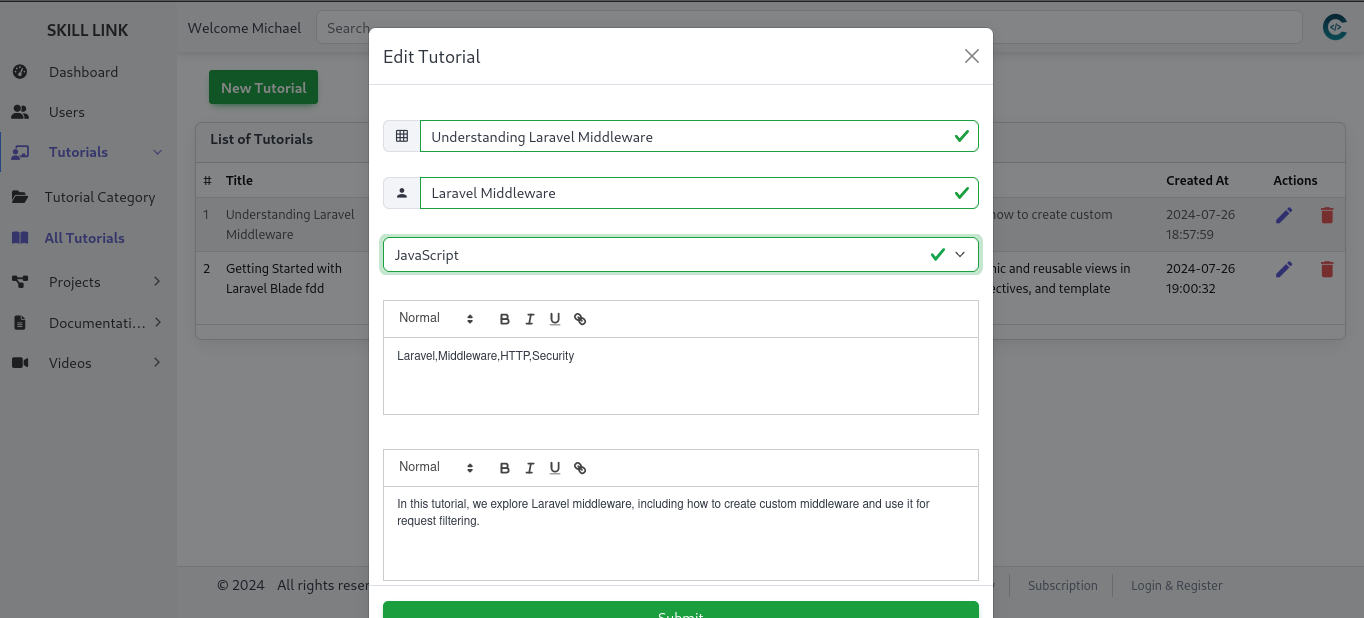 SKILL LINK
Dashboard
Users
Tutorials
Tutorial Category
All Tutorials
Projects
Documentati...
Videos
Welcome Michael
Search
New Tutorial
List of Tutorials
# Title Created At Actions
1 Understanding Laravel
Middleware
how to create custom
2024-07-26
18:57:59
2 Getting Started with
Laravel Blade fdd
and reusable views in
and template
2024-07-26
19:00:32
Edit Tutorial
Understanding Laravel Middleware
Laravel Middleware
JavaScript
Normal B I U
Laravel,Middleware,HTTP,Security
Normal B I U
In this tutorial, we explore Laravel middleware, including how to create custom middleware and use it for
request filtering.
Submit
© 2024 All rights
Subscription
Login & Register